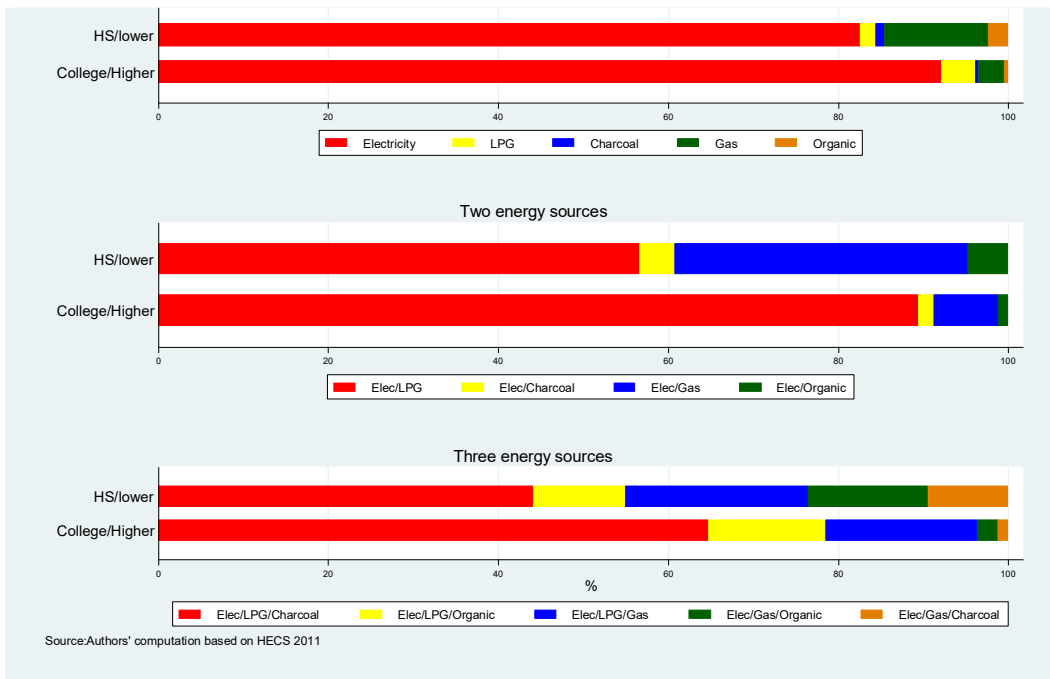 HS/lower
College/Higher
0 20 40 60 80 100
Electricity LPG Charcoal Gas Organic
Two energy sources
HS/lower
College/Higher
0 20 40 60 80 100
Elec/LPG Elec/Charcoal Elec/Gas Elec/Organic
Three energy sources
HS/lower
College/Higher
0 20 40 60 80 100
%
Elec/LPG/Charcoal Elec/LPG/Organic Elec/LPG/Gas Elec/Gas/Organic Elec/Gas/Charcoal
Source:Authors' computation based on HECS 2011